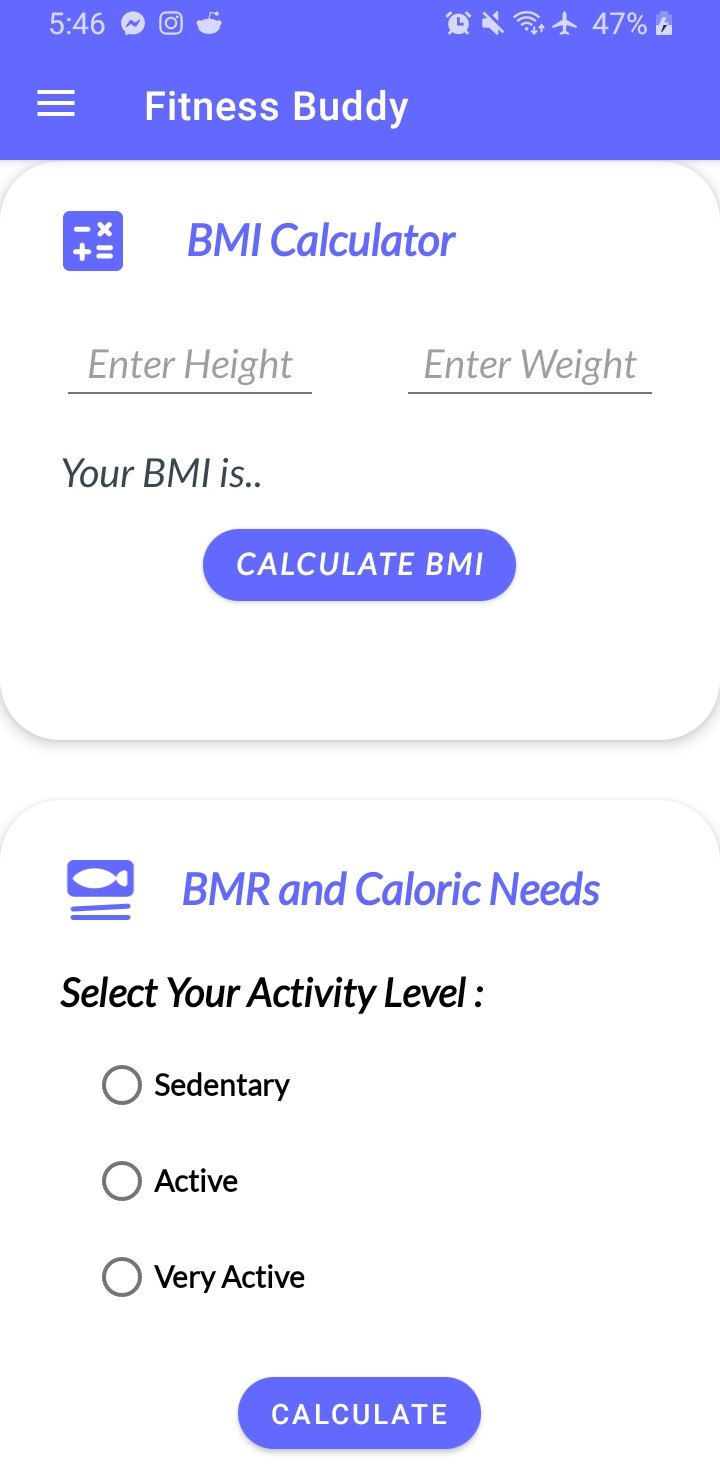 5:46 47%
Fitness Buddy
BMI Calculator
Enter Height Enter Weight
Your BMI is..
CALCULATE BMI
BMR and Caloric Needs
Select Your Activity Level :
Sedentary
Active
Very Active
CALCULATE